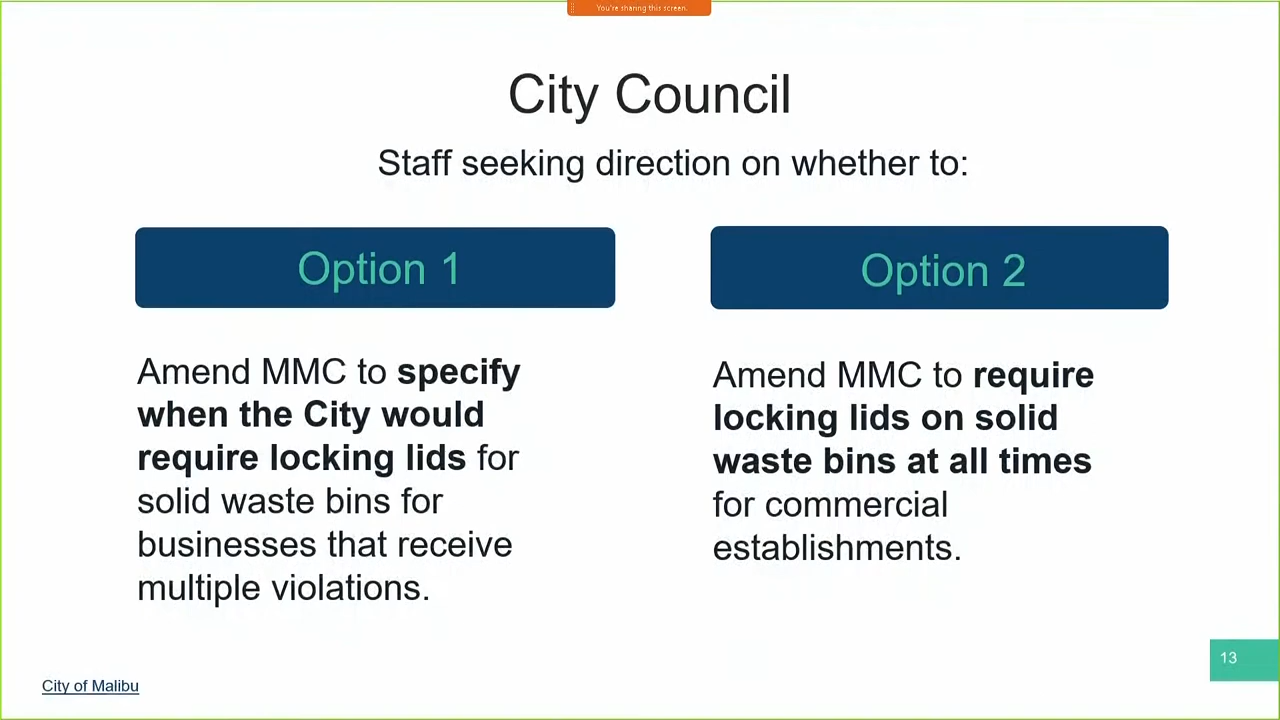 You're sharing this screen.
City Council
Staff seeking direction on whether to:
Option 1
Amend MMC to specify
when the City would
require locking lids for
solid waste bins for
businesses that receive
multiple violations.
Option 2
Amend MMC to require
locking lids on solid
waste bins at all times
for commercial
establishments.
13
City of Malibu